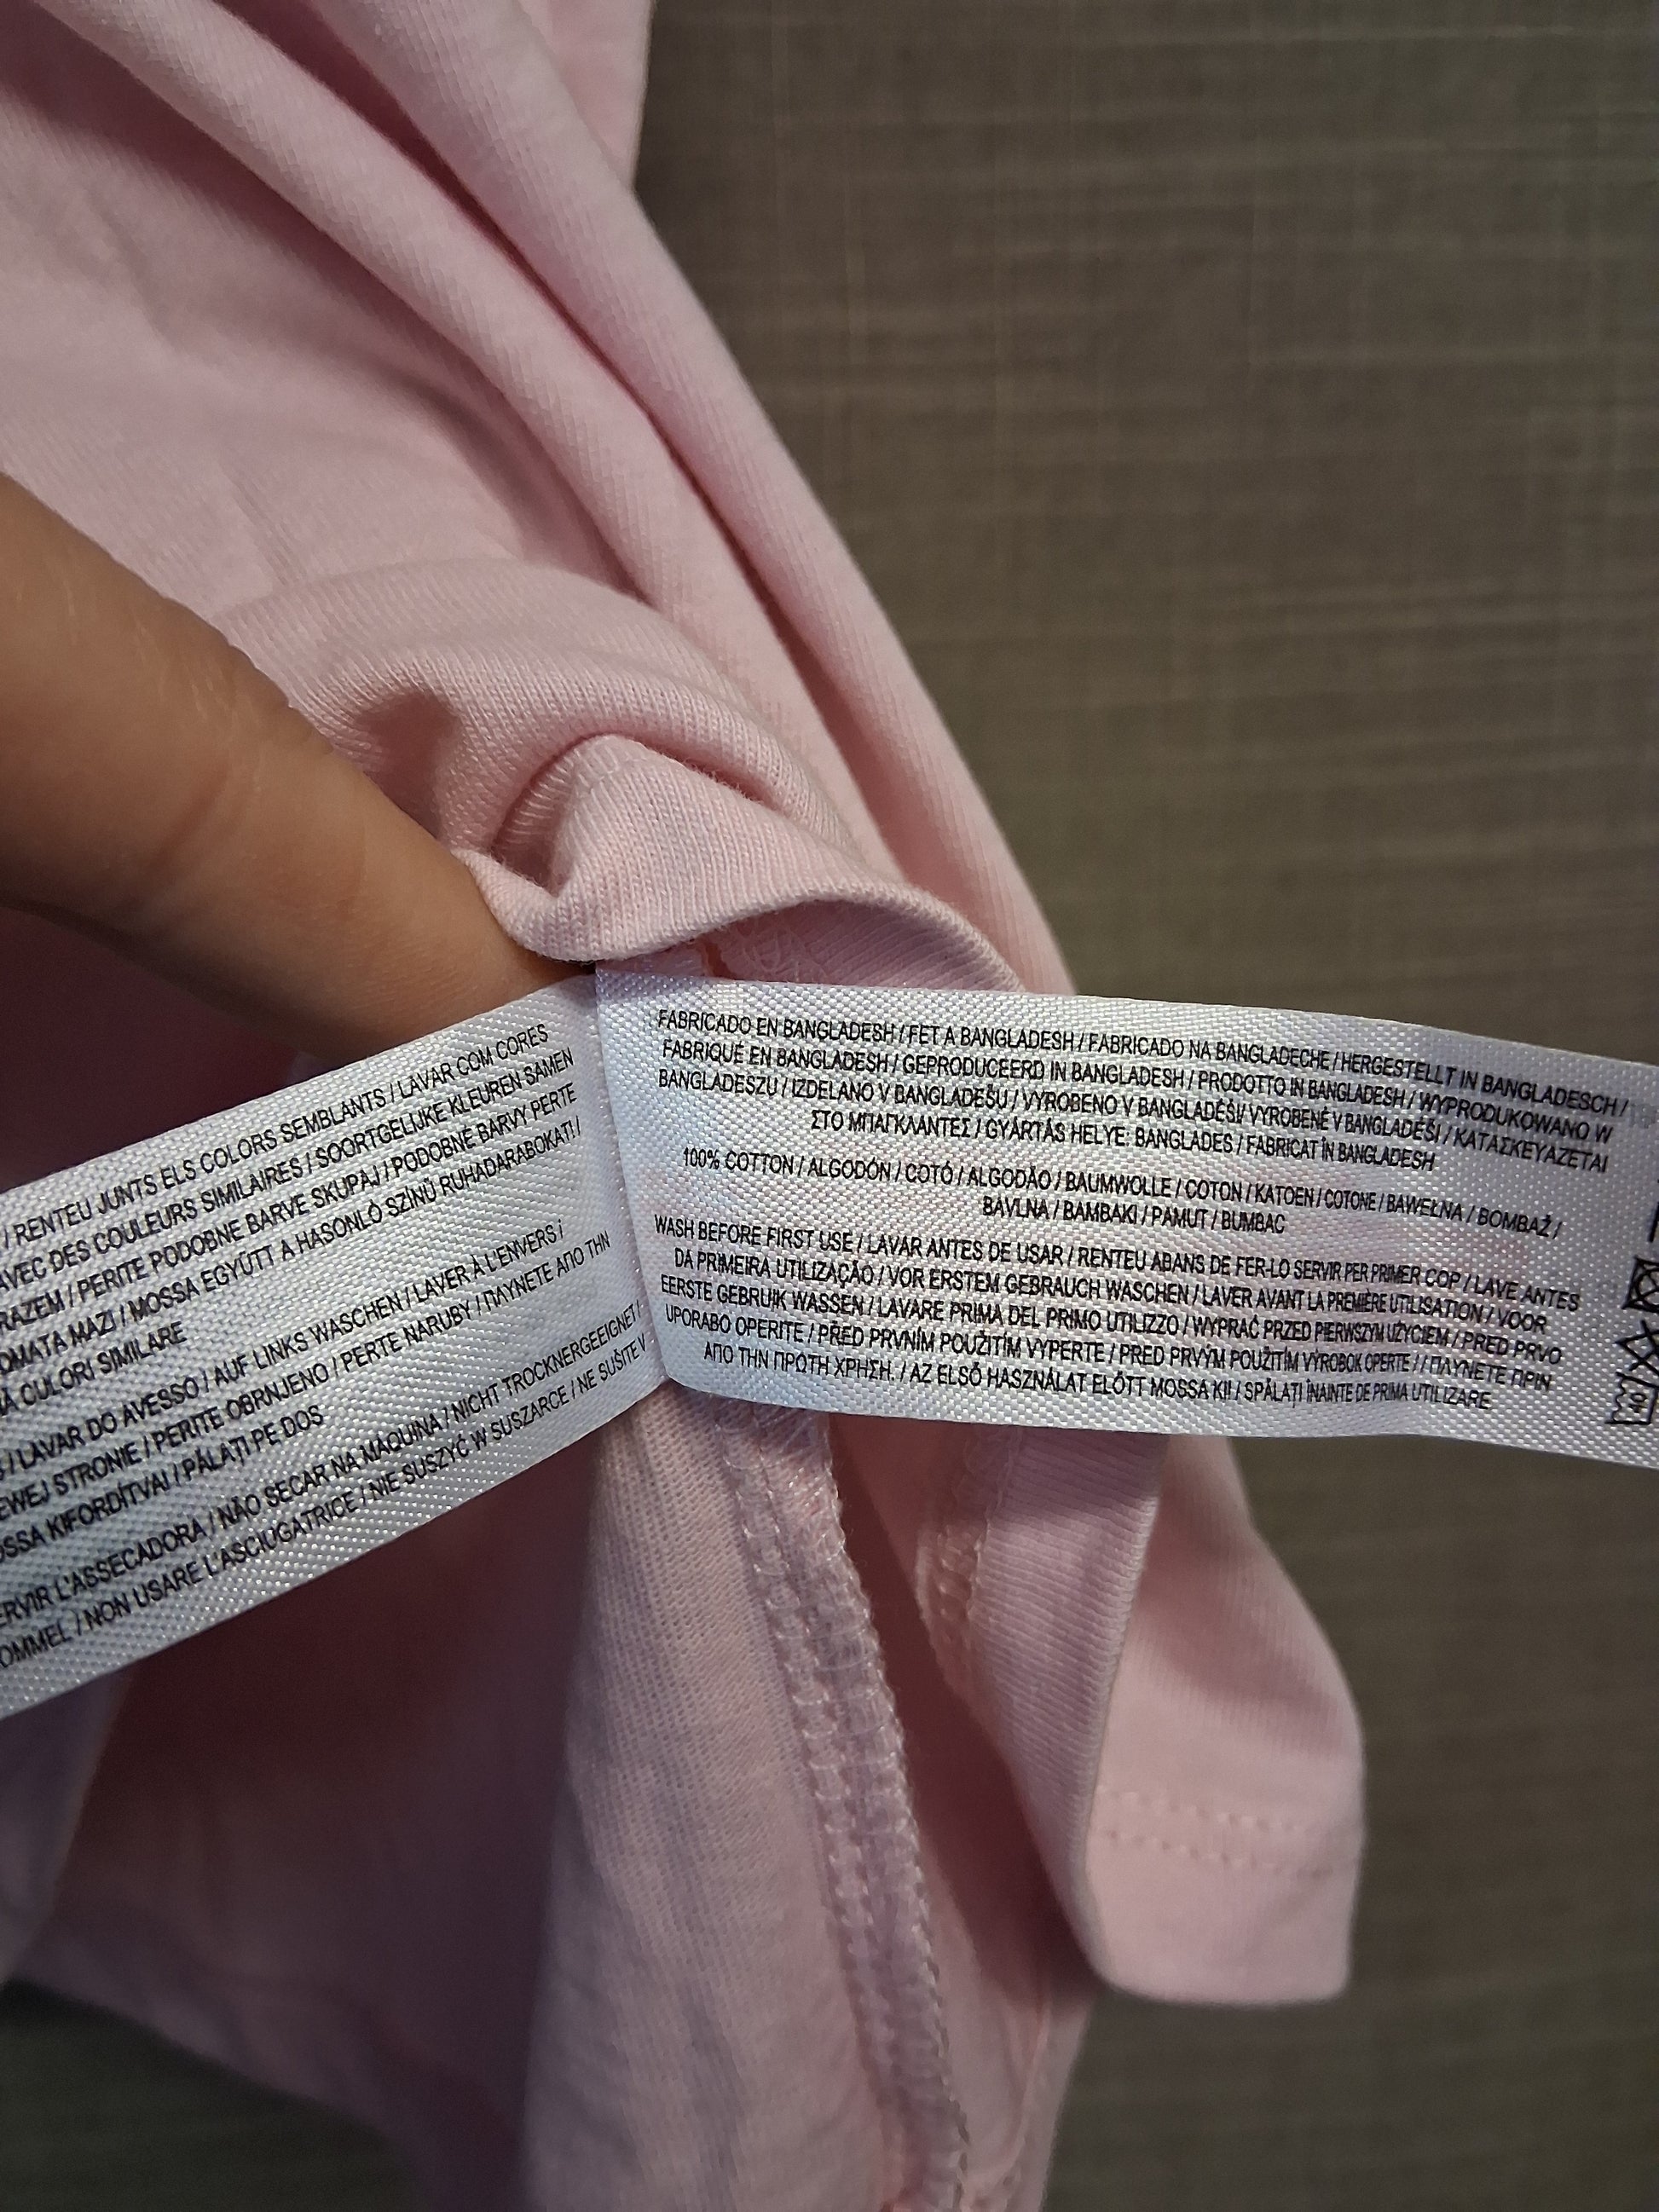 / RENTEU JUNTS ELS COLORS SEMBLANTS / LAVAR COM CORES
AVEC DES COULEURS SIMILAIRES / SOORTGELIJKE KLEUREN SAMEN
RAZEM / PERITE PODOBNE BARVE SKUPAJ / PODOBNÉ BARVY PERTE
MAZI / MOSSA EGYÜTT A HASONLÓ SZÍNŰ RUHADARABOKAT! /
CULORI SIMILARE
/ LAVAR DO AVESSO / AUF LINKS WASCHEN / LAVER À L'ENVERS /
STRONIE / PERITE OBRNJENO / PERTE NARUBY / ΠΛΥΝΕΤΕ ΑΠΟ ΤΗΝ
KIFORDÍTVA! / PĂLAȚI PE DOS
L'ASSECADORA / NÃO SECAR NA MAQUINA / NICHT TROCKNERGEEIGNET /
/ NON USARE L'ASCIUGATRICE / NIE SUSZYĆ W SUSZARCE / NE SUŠITE V
FABRICADO EN BANGLADESH / FET A BANGLADESH / FABRICADO NA BANGLADECHE / HERGESTELLT IN BANGLADESCH /
FABRIQUÉ EN BANGLADESH / GEPRODUCEERD IN BANGLADESH / PRODOTTO IN BANGLADESH / WYPRODUKOWANO W
BANGLADESZU / IZDELANO V BANGLADEŠU / VYROBENO V BANGLADÉŠI/ VYROBENÉ V BANGLADÉŠI / ΚΑΤΑΣΚΕΥΑΖΕΤΑΙ
ΣΤΟ ΜΠΑΓΚΛΑΝΤΕΣ / GYÁRTÁS HELYE: BANGLADES / FABRICAT ÎN BANGLADESH
100% COTTON / ALGODÓN / COTÓ / ALGODÃO / BAUMWOLLE / COTON / KATOEN / COTONE / BAWEŁNA / BOMBAŽ /
BAVLNA / BAMBAKI / PAMUT / BUMBAC
WASH BEFORE FIRST USE / LAVAR ANTES DE USAR / RENTEU ABANS DE FER-LO SERVIR PER PRIMER COP / LAVE ANTES
DA PRIMEIRA UTILIZAÇÃO / VOR ERSTEM GEBRAUCH WASCHEN / LAVER AVANT LA PREMIÈRE UTILISATION / VOOR
EERSTE GEBRUIK WASSEN / LAVARE PRIMA DEL PRIMO UTILIZZO / WYPRAĆ PRZED PIERWSZYM UŻYCIEM / PRED PRVO
UPORABO OPERITE / PŘED PRVNÍM POUŽITÍM VYPERTE / PRED PRVÝM POUŽITÍM VÝROBOK OPERTE / / ΠΛΥΝΕΤΕ ΠΡΙΝ
ΑΠΟ ΤΗΝ ΠΡΩΤΗ ΧΡΗΣΗ. / AZ ELSŐ HASZNÁLAT ELŐTT MOSSA KI! / SPĂLAȚI ÎNAINTE DE PRIMA UTILIZARE
40